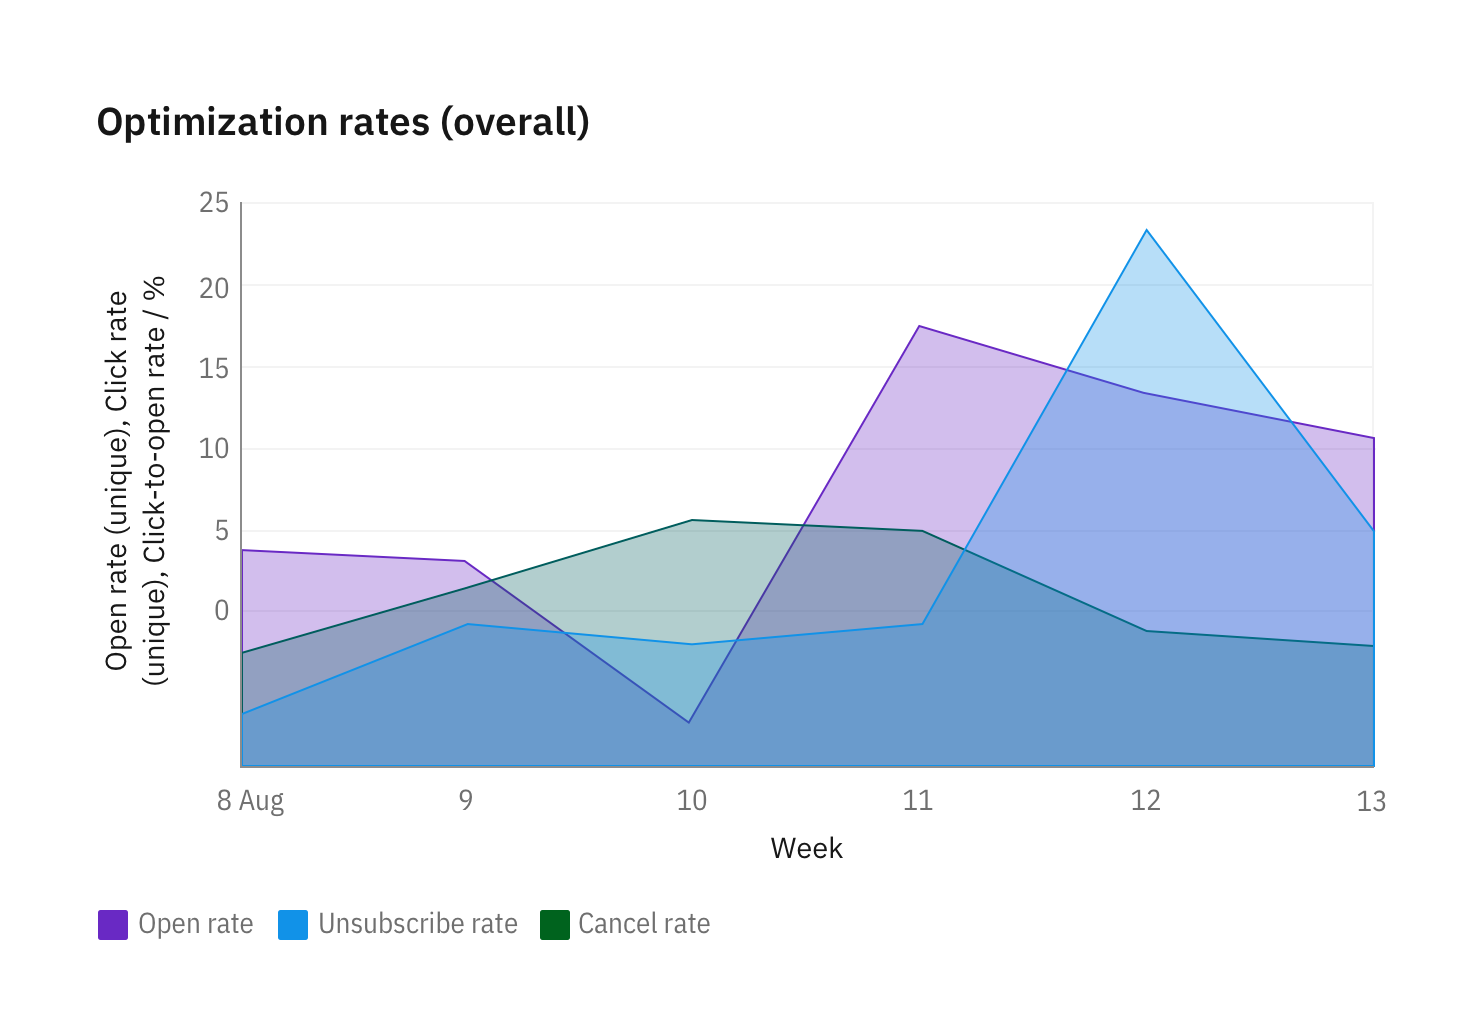 Optimization rates (overall)
Open rate (unique), Click rate
(unique), Click-to-open rate / %
25
20
15
10
5
0
8 Aug 9 10 11 12 13
Week
Open rate Unsubscribe rate Cancel rate